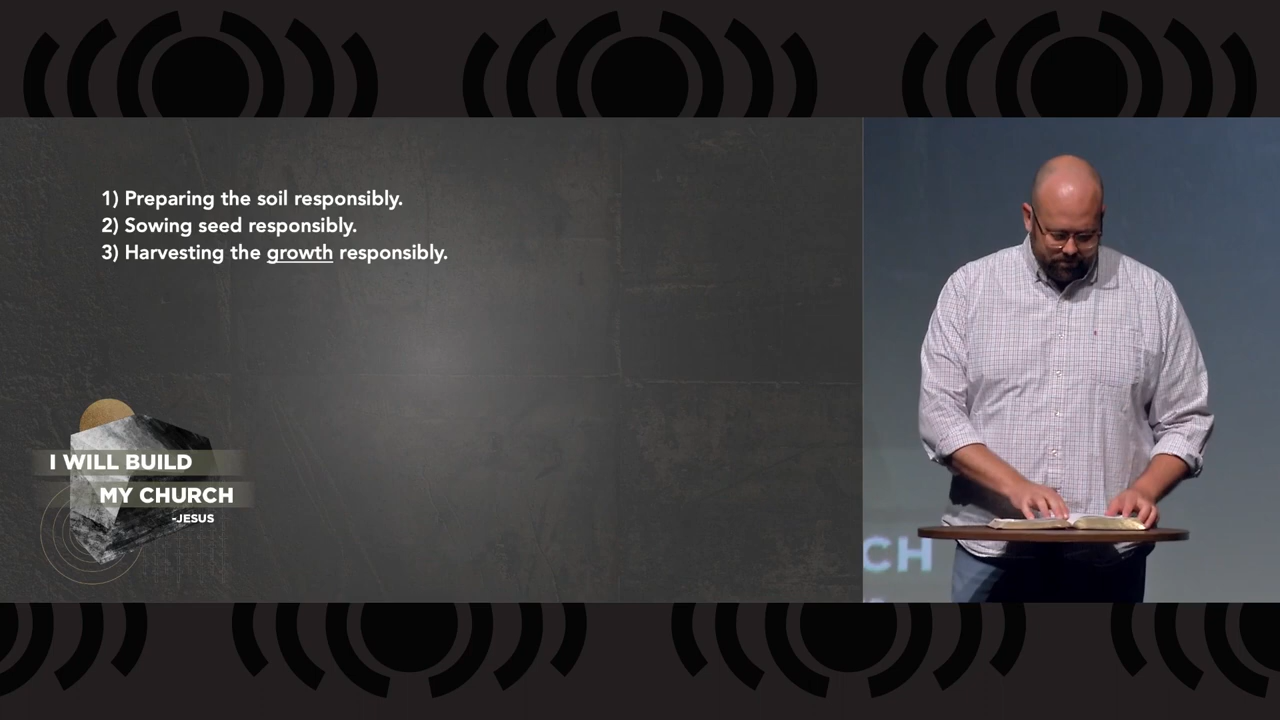 1) Preparing the soil responsibly.
2) Sowing seed responsibly.
3) Harvesting the growth responsibly.
I WILL BUILD
MY CHURCH
-JESUS
CH